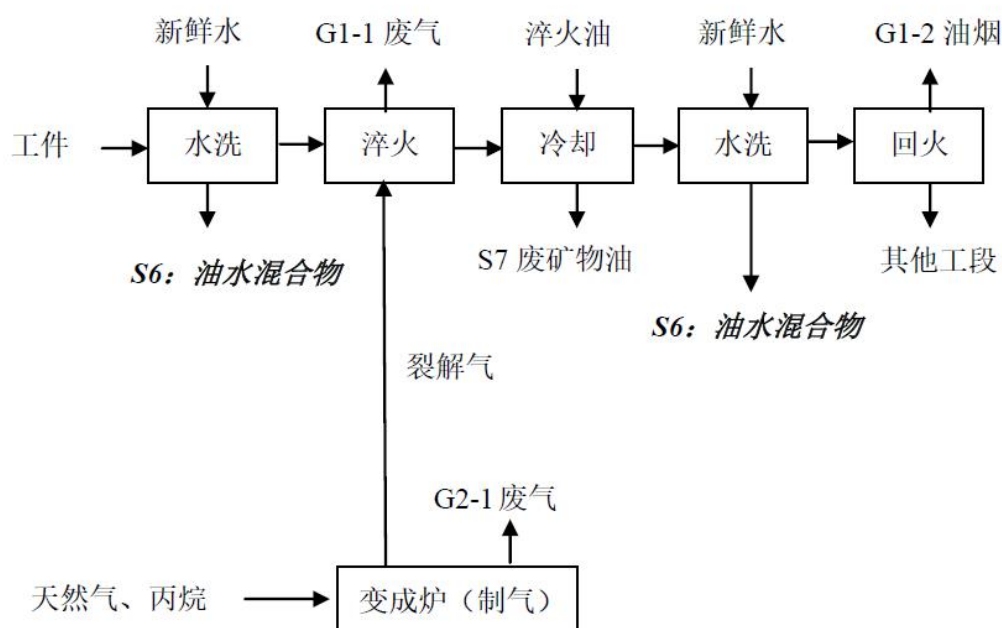 新鲜水
G1-1 废气
淬火油
新鲜水
G1-2 油烟
工件
水洗
淬火
冷却
水洗
回火
S6：油水混合物
S7 废矿物油
S6：油水混合物
其他工段
裂解气
G2-1 废气
天然气、丙烷
变成炉（制气）